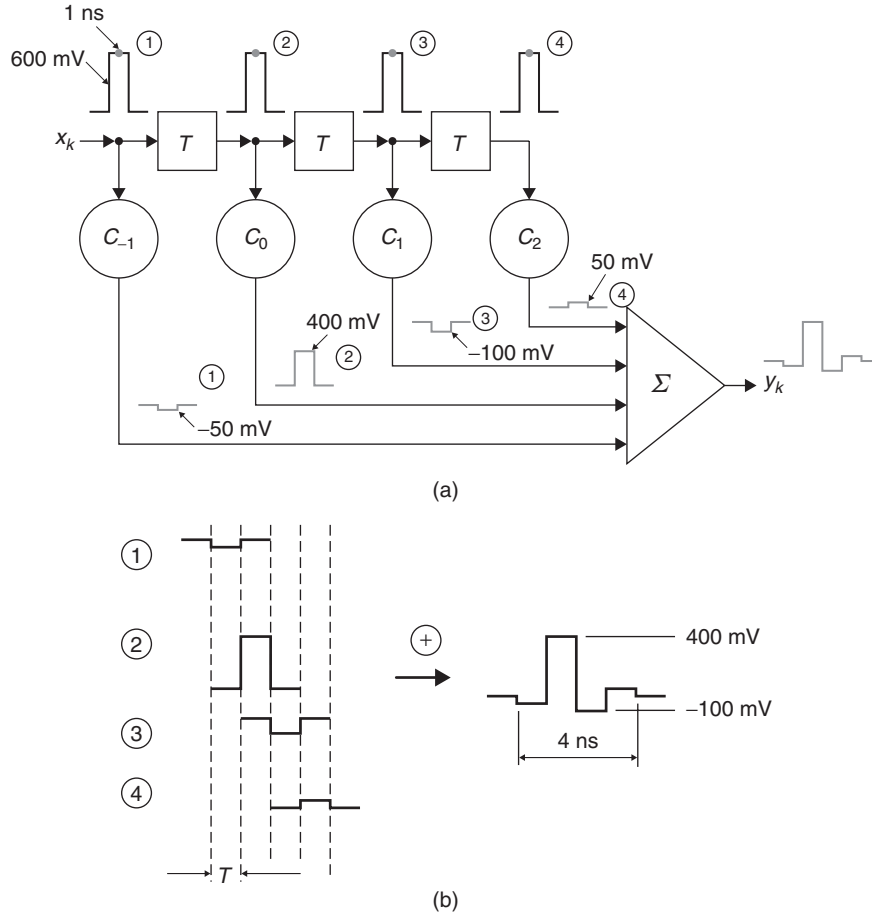 1 ns
1
2
3
4
600 mV
x_k
T
T
T
C_{–1}
C_0
C_1
C_2
50 mV
4
400 mV
3
2
–100 mV
1
Σ
y_k
–50 mV
(a)
1
2
+
400 mV
3
–100 mV
4 ns
4
T
(b)